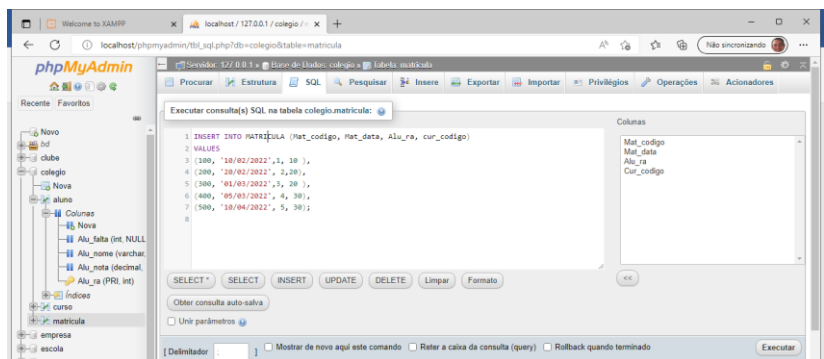 Welcome to XAMPP
localhost / 127.0.0.1 / colegio /
localhost/phpmyadmin/tbl_sql.php?db=colegio&table=matricula
Não sincronizando
phpMyAdmin
Recente Favoritos
Novo
bd
clube
colegio
Nova
aluno
Colunas
Nova
Alu_falta (int, NULL
Alu_nome (varchar,
Alu_nota (decimal,
Alu_ra (PRI, int)
Índices
curso
matricula
empresa
escola
Servidor: 127.0.0.1 » Base de Dados: colegio » Tabela: matricula
Procurar Estrutura SQL Pesquisar Insere Exportar Importar Privilégios Operações Acionadores
Executar consulta(s) SQL na tabela colegio.matricula:
1 INSERT INTO MATRICULA (Mat_codigo, Mat_data, Alu_ra, cur_codigo)
2 VALUES
3 (100, '10/02/2022',1, 10 ),
4 (200, '20/02/2022', 2,20),
5 (300, '01/03/2022',3, 20 ),
6 (400, '05/03/2022', 4, 30),
7 (500, '10/04/2022', 5, 30);
8
Colunas
Mat_codigo
Mat_data
Alu_ra
Cur_codigo
<<
SELECT * SELECT INSERT UPDATE DELETE Limpar Formato
Obter consulta auto-salva
Unir parâmetros
[ Delimitador ; ] Mostrar de novo aqui este comando Reter a caixa da consulta (query) Rollback quando terminado Executar